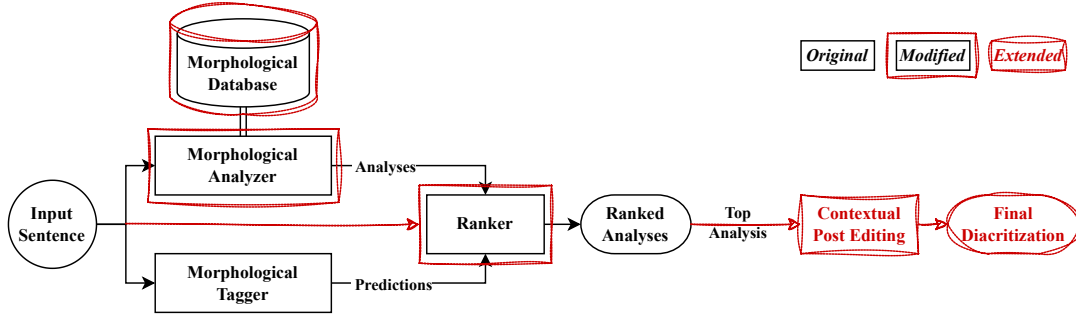 Morphological
Database
Original
Modified
Extended
Morphological
Analyzer
Analyses
Input
Sentence
Ranker
Ranked
Analyses
Top
Analysis
Contextual
Post Editing
Final
Diacritization
Morphological
Tagger
Predictions